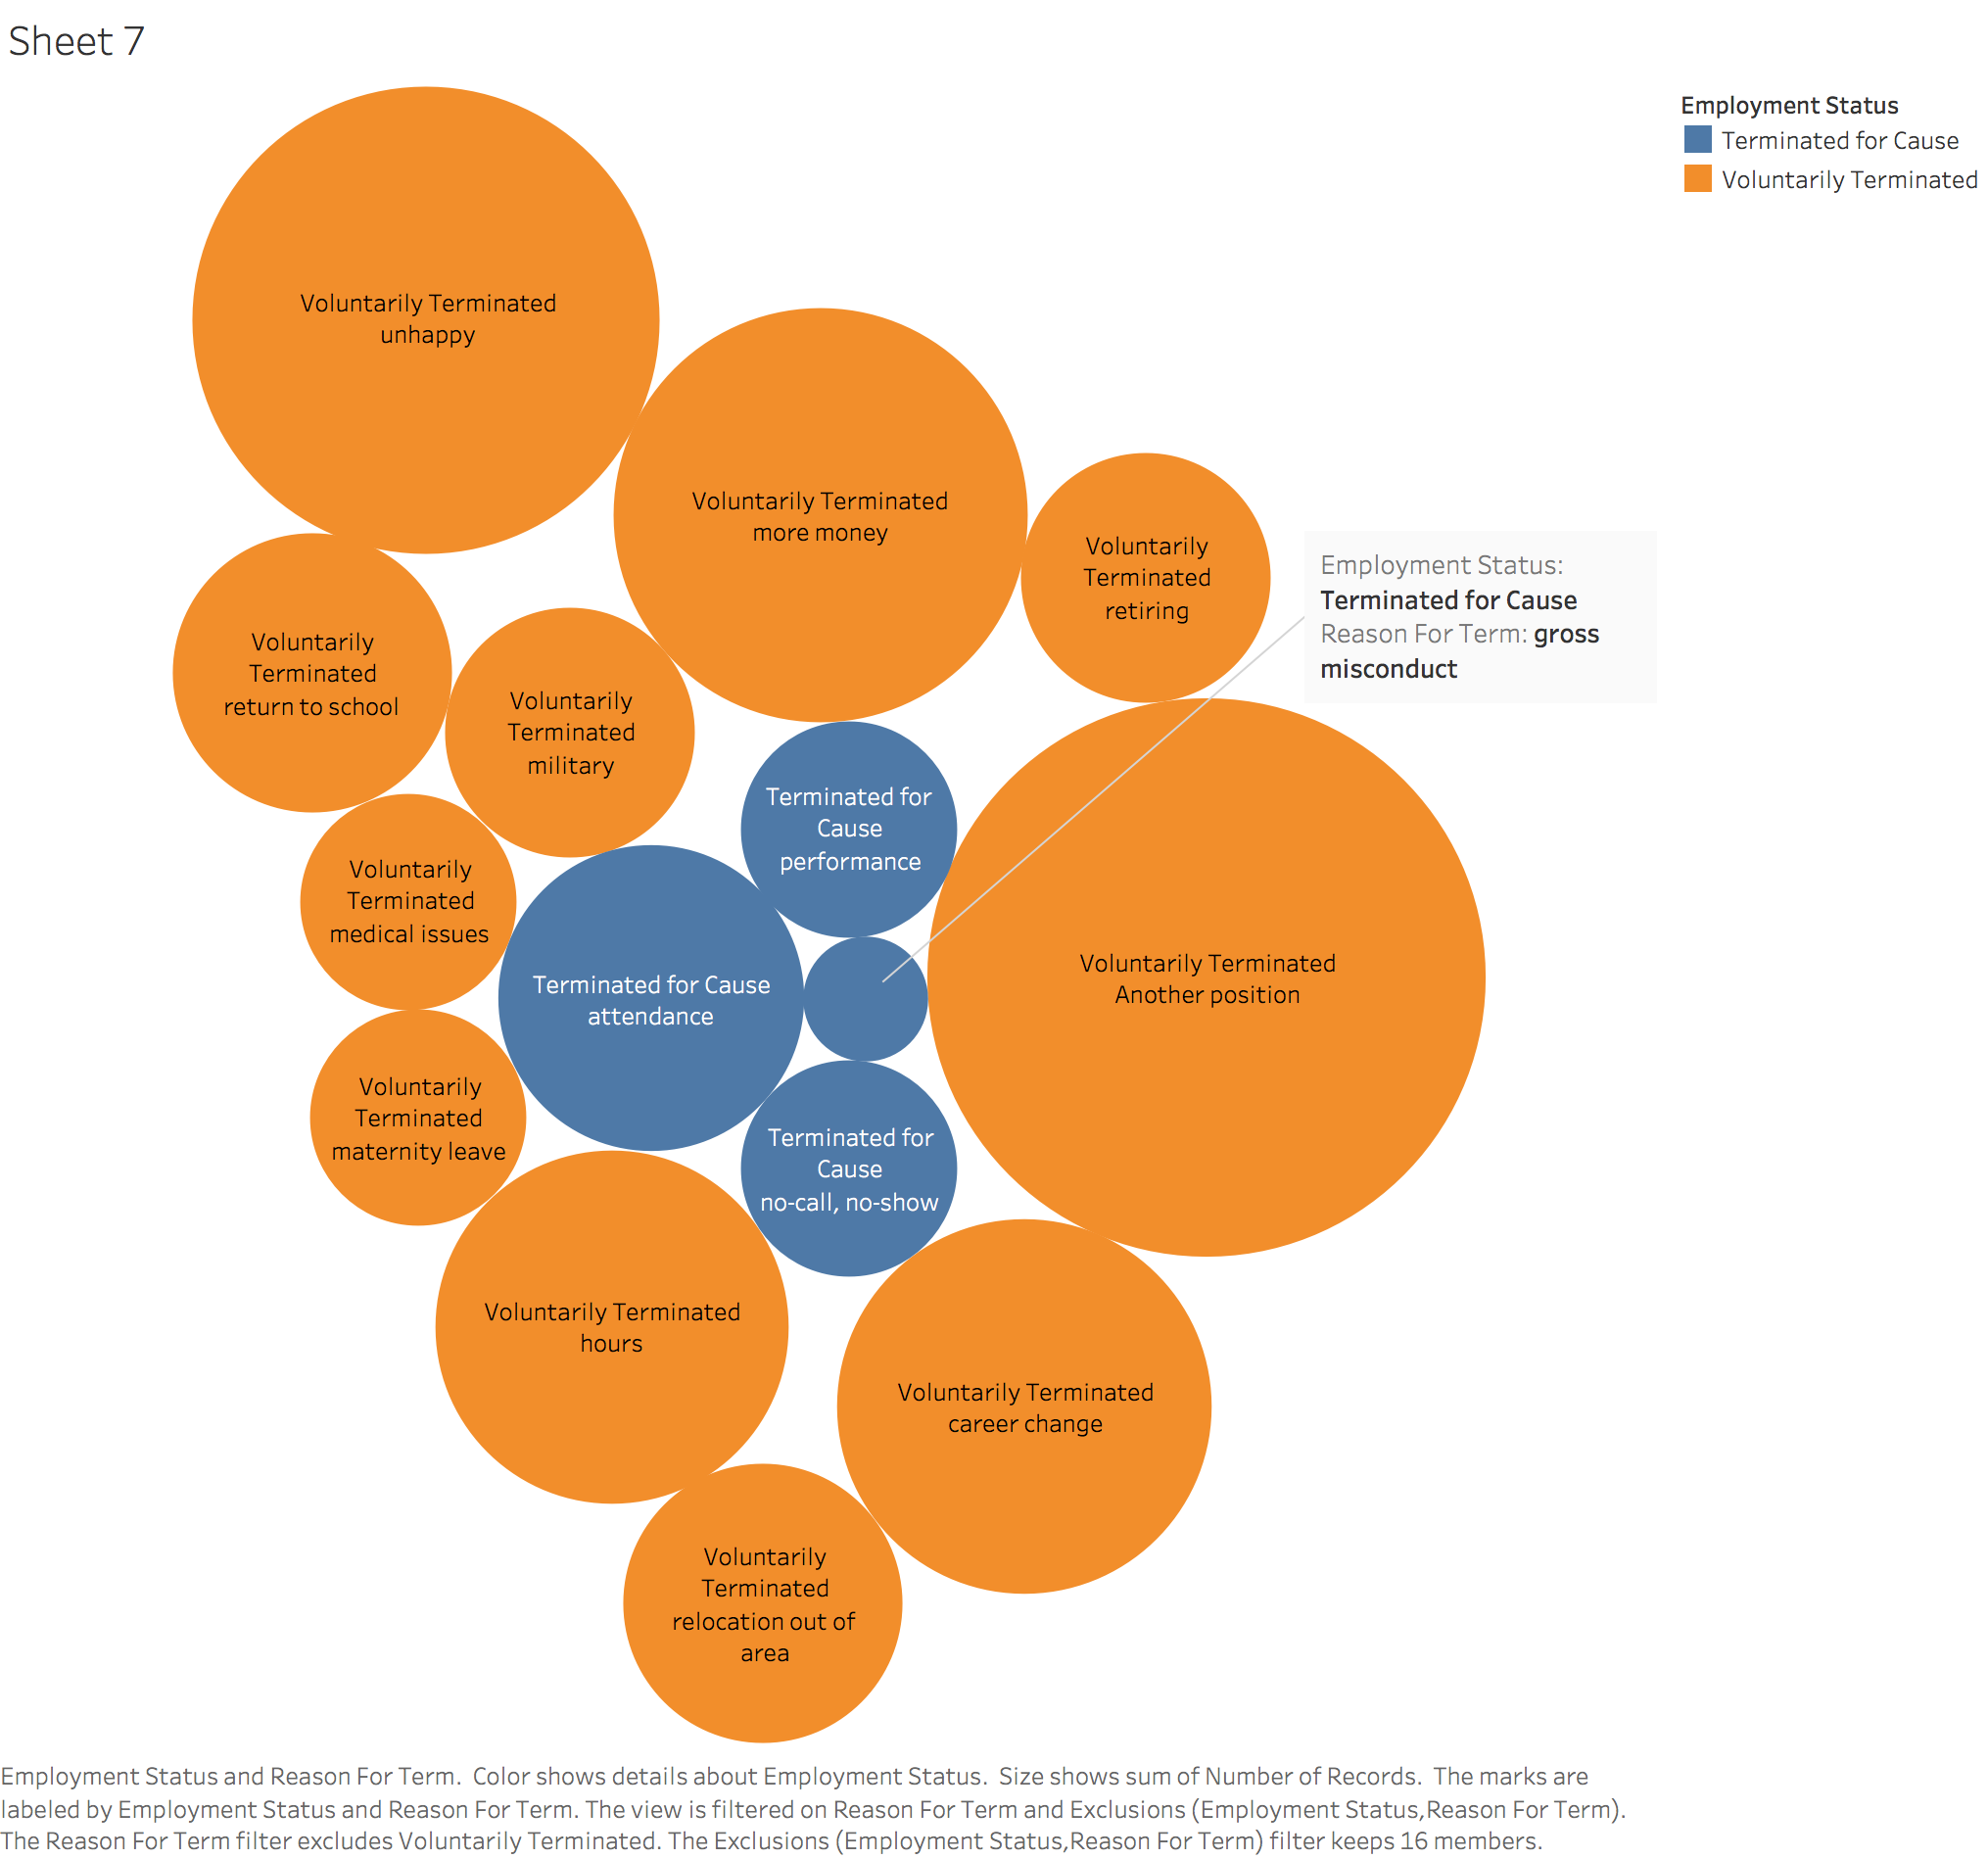 Sheet 7
Employment Status
Terminated for Cause
Voluntarily Terminated
Voluntarily Terminated
unhappy
Voluntarily Terminated
more money
Voluntarily
Terminated
retiring
Employment Status:
Terminated for Cause
Reason For Term: gross
misconduct
Voluntarily
Terminated
return to school
Voluntarily
Terminated
military
Terminated for
Cause
performance
Voluntarily
Terminated
medical issues
Terminated for Cause
attendance
Voluntarily Terminated
Another position
Voluntarily
Terminated
maternity leave
Terminated for
Cause
no-call, no-show
Voluntarily Terminated
hours
Voluntarily Terminated
career change
Voluntarily
Terminated
relocation out of
area
Employment Status and Reason For Term.  Color shows details about Employment Status.  Size shows sum of Number of Records.  The marks are
labeled by Employment Status and Reason For Term. The view is filtered on Reason For Term and Exclusions (Employment Status,Reason For Term).
The Reason For Term filter excludes Voluntarily Terminated. The Exclusions (Employment Status,Reason For Term) filter keeps 16 members.